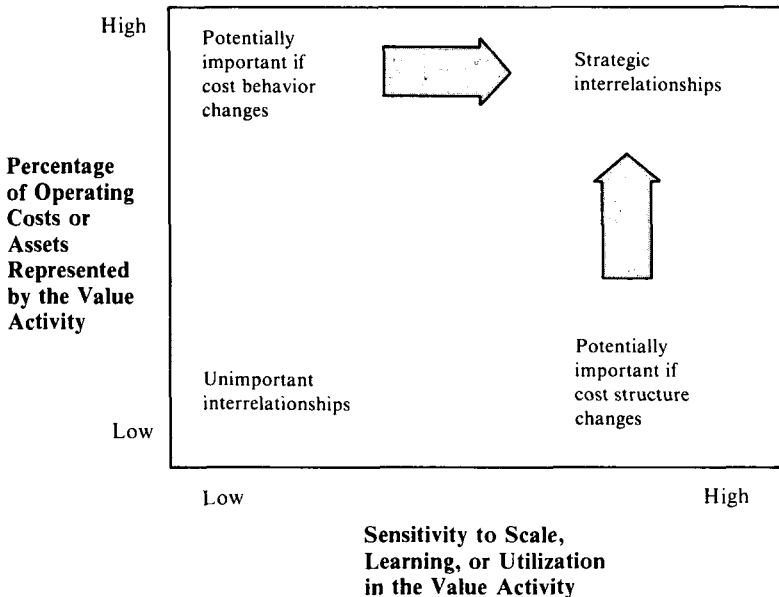 High
Potentially
important if
cost behavior
changes
Strategic
interrelationships
Percentage
of Operating
Costs or
Assets
Represented
by the Value
Activity
Unimportant
interrelationships
Potentially
important if
cost structure
changes
Low
Low
High
Sensitivity to Scale,
Learning, or Utilization
in the Value Activity